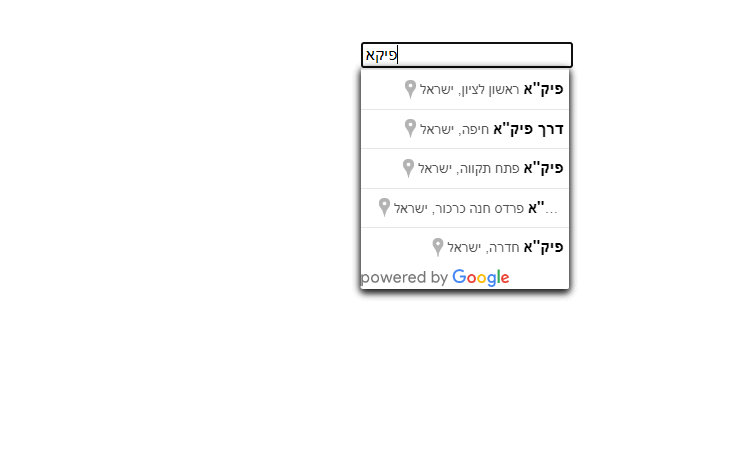 פיקא
פיק"א ראשון לציון, ישראל
דרך פיק"א חיפה, ישראל
פיק"א פתח תקווה, ישראל
…"א פרדס חנה כרכור, ישראל
פיק"א חדרה, ישראל
powered by Google